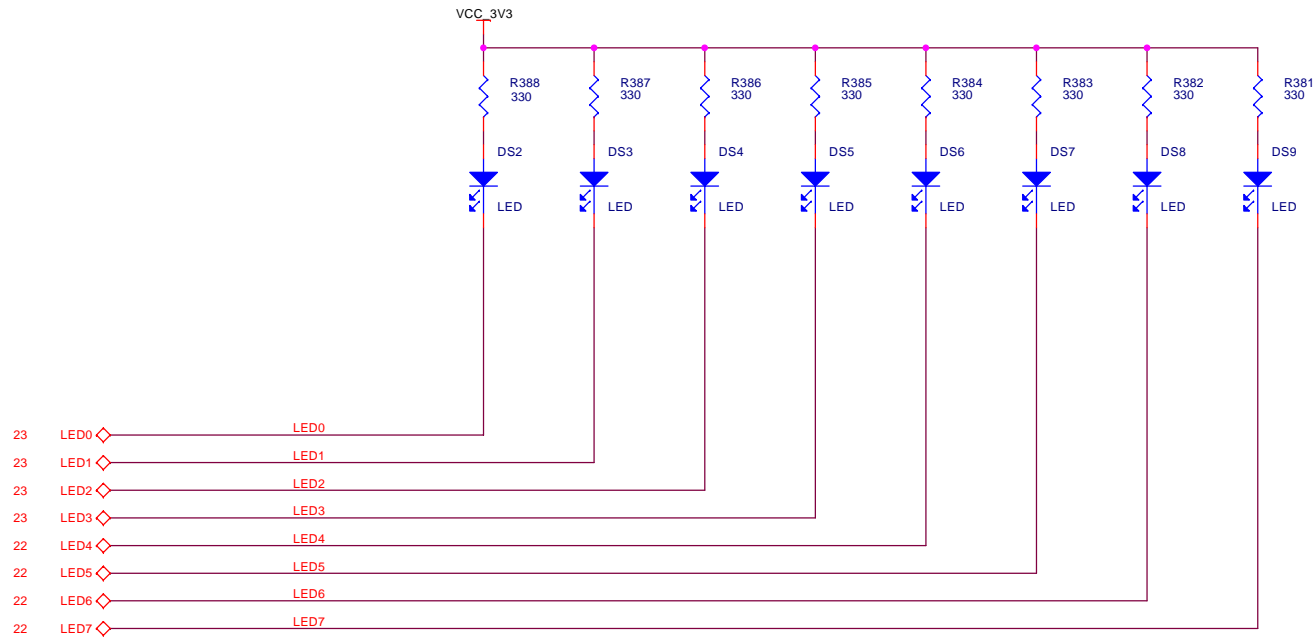 VCC_3V3
R388 R387 R386 R385 R384 R383 R382 R381
330 330 330 330 330 330 330 330
DS2 DS3 DS4 DS5 DS6 DS7 DS8 DS9
LED LED LED LED LED LED LED LED
23 LED0 LED0
23 LED1 LED1
23 LED2 LED2
23 LED3 LED3
22 LED4 LED4
22 LED5 LED5
22 LED6 LED6
22 LED7 LED7